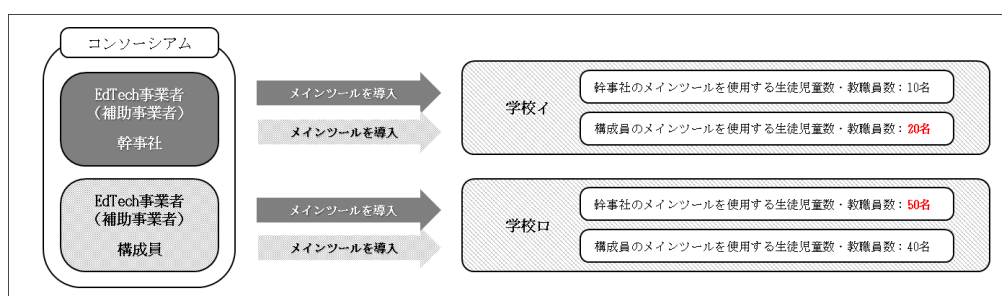 コンソーシアム
EdTech事業者
（補助事業者）
幹事社
EdTech事業者
（補助事業者）
構成員
メインツールを導入
メインツールを導入
学校イ
幹事社のメインツールを使用する生徒児童数・教職員数：10名
構成員のメインツールを使用する生徒児童数・教職員数：20名
メインツールを導入
メインツールを導入
学校ロ
幹事社のメインツールを使用する生徒児童数・教職員数：50名
構成員のメインツールを使用する生徒児童数・教職員数：40名